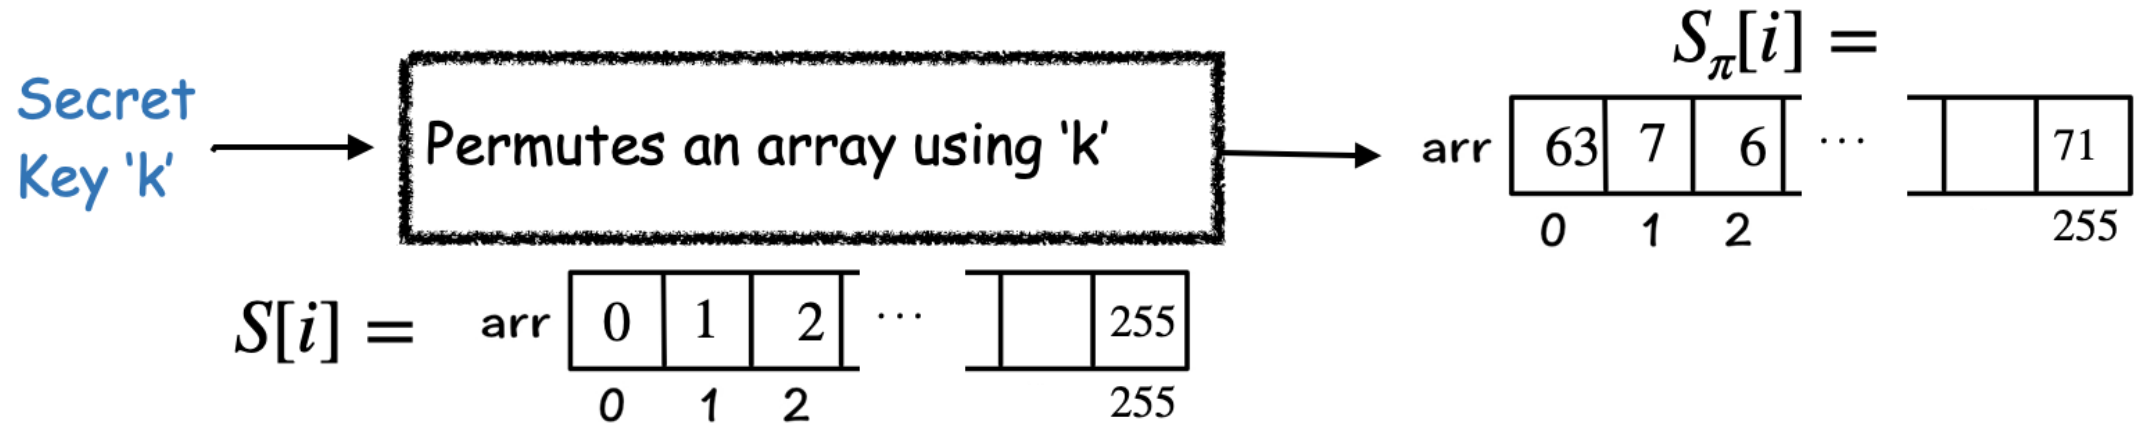 Secret
Key ‘k’
Permutes an array using ‘k’
S[i] =
arr 0 1 2 ··· 255
0 1 2 255
Sπ[i] =
arr 63 7 6 ··· 71
0 1 2 255